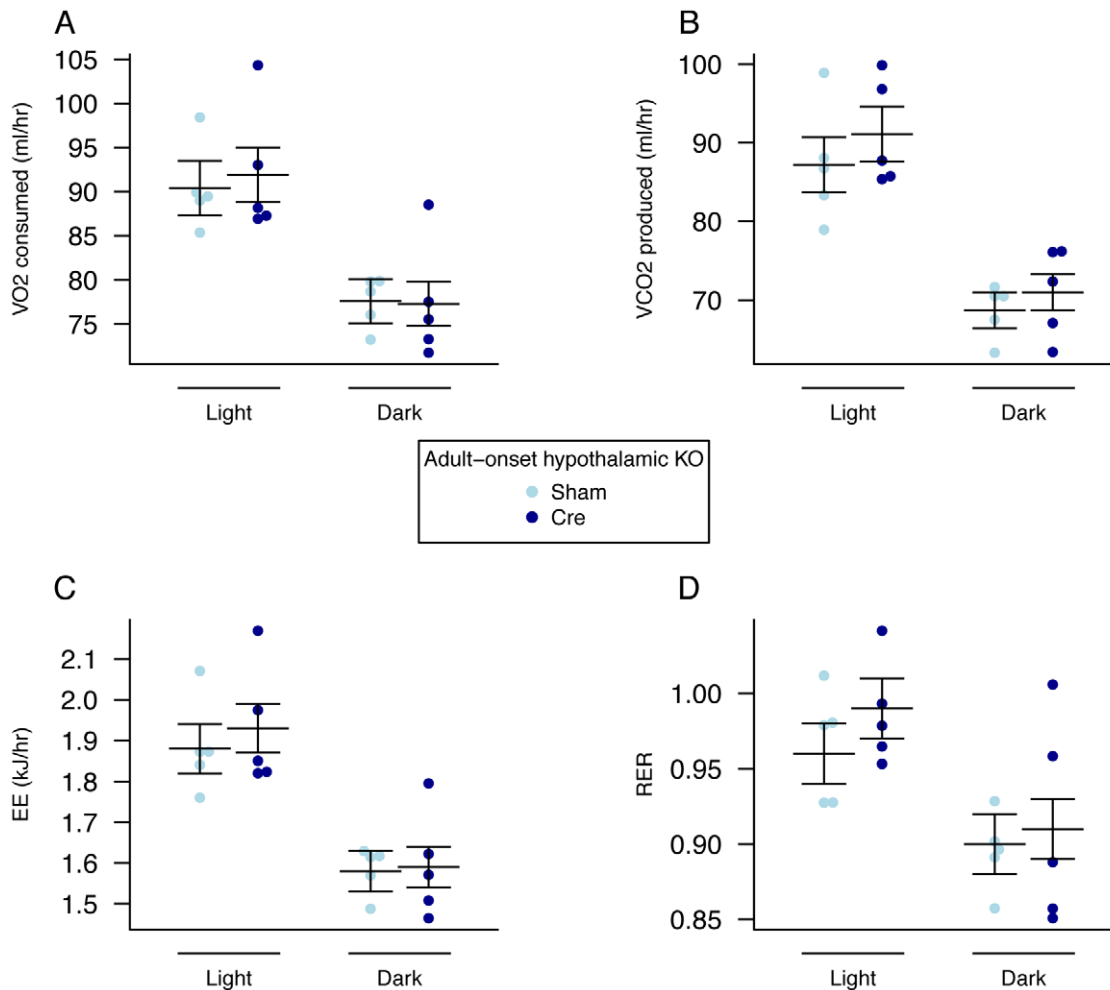 A
VO2 consumed (ml/hr)
105
100
95
90
85
80
75
Light
Dark
B
VCO2 produced (ml/hr)
100
90
80
70
Light
Dark
Adult−onset hypothalamic KO
Sham
Cre
C
EE (kJ/hr)
2.1
2.0
1.9
1.8
1.7
1.6
1.5
Light
Dark
D
RER
1.00
0.95
0.90
0.85
Light
Dark